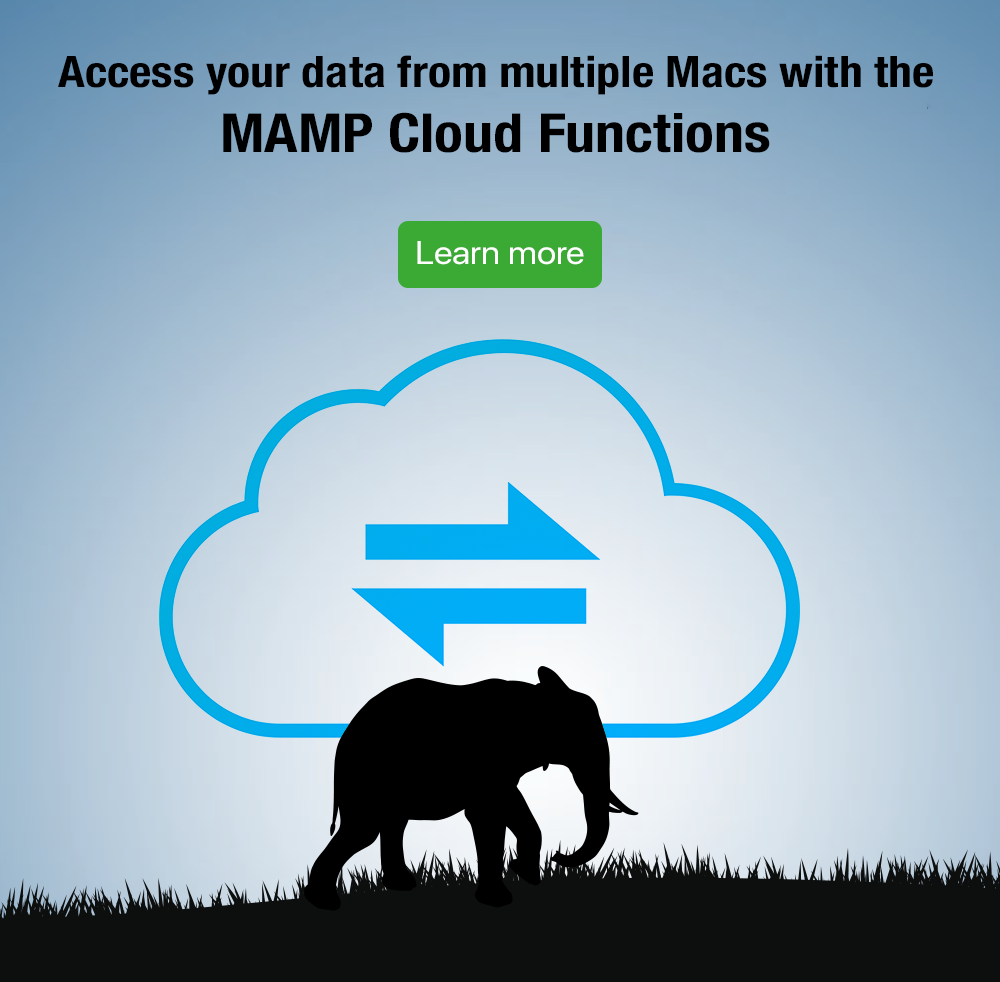 Access your data from multiple Macs with the
MAMP Cloud Functions
Learn more